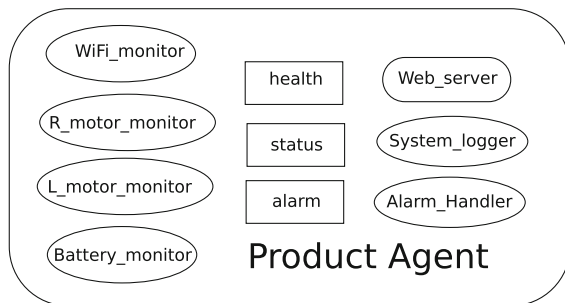 WiFi_monitor
health
Web_server
R_motor_monitor
status
System_logger
L_motor_monitor
alarm
Alarm_Handler
Battery_monitor
Product Agent